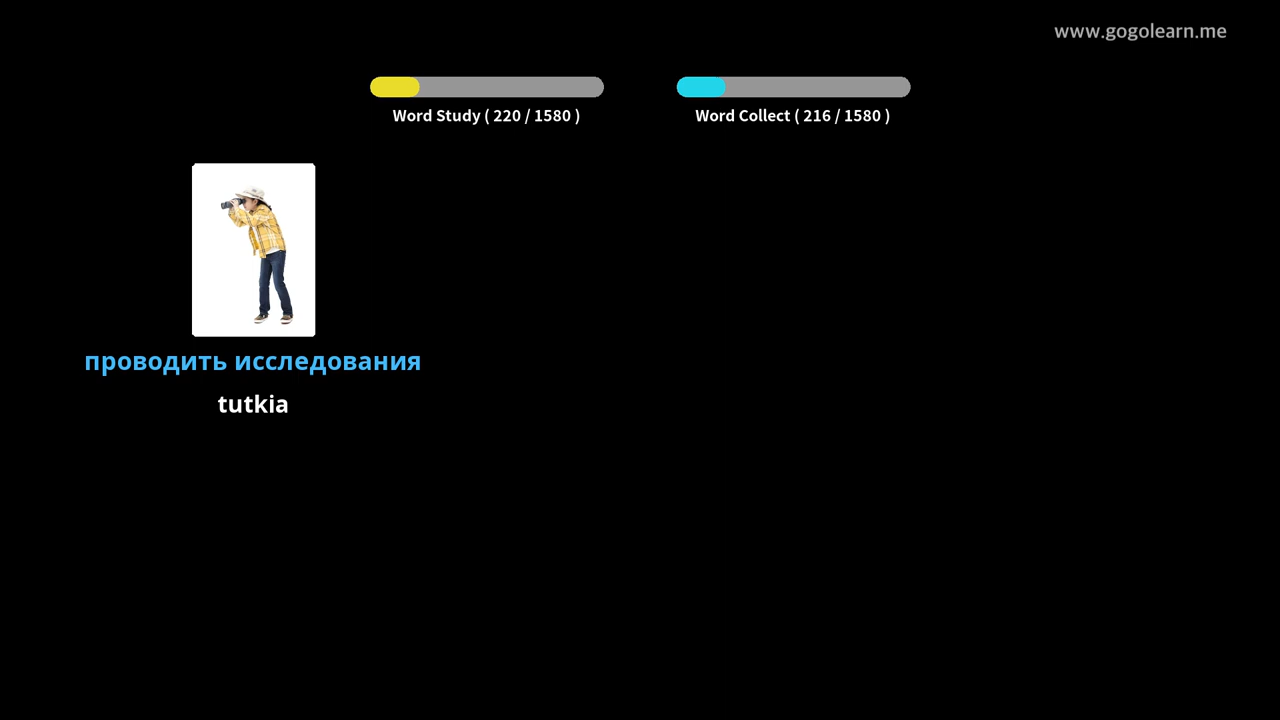 www.gogolearn.me
Word Study ( 220 / 1580 )
Word Collect ( 216 / 1580 )
проводить исследования
tutkia